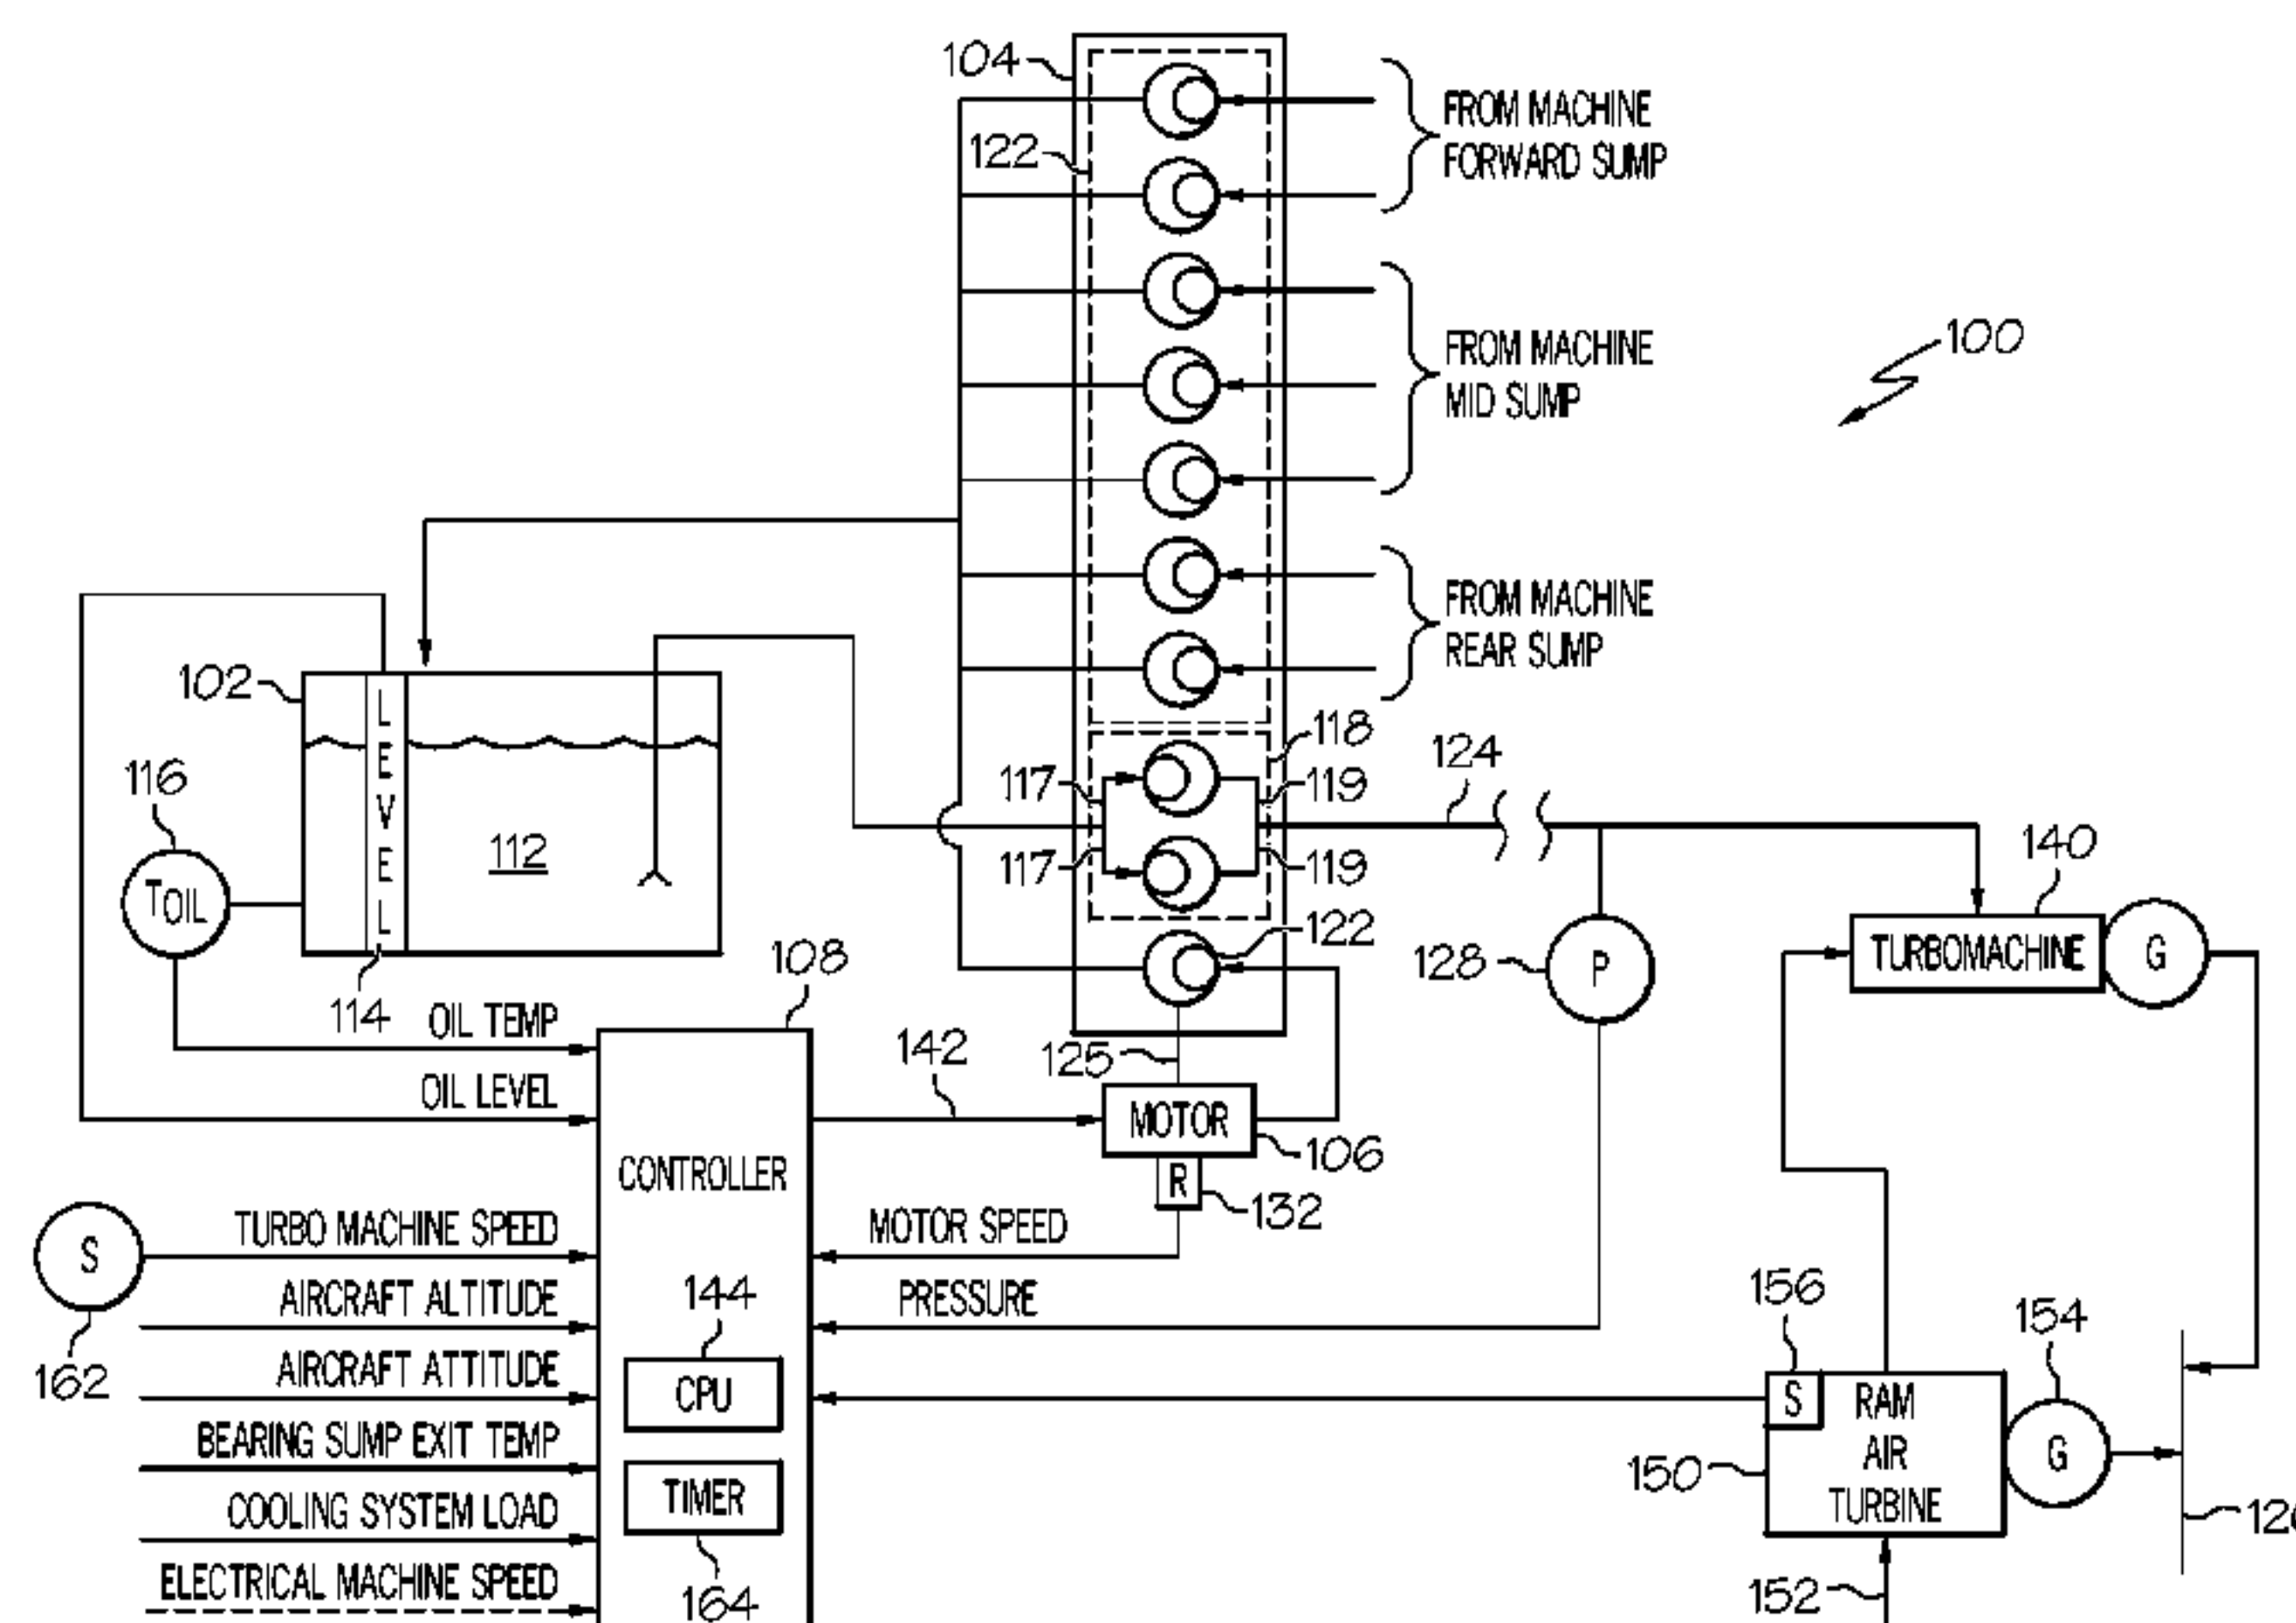 104
FROM MACHINE
FORWARD SUMP
122
100
FROM MACHINE
MID SUMP
FROM MACHINE
REAR SUMP
102
LEVEL
118
124
116
117
119
140
TOIL
112
117
119
122
128
P
TURBOMACHINE
G
108
114
OIL TEMP
142
125
OIL LEVEL
MOTOR
106
CONTROLLER
R
132
S
TURBO MACHINE SPEED
MOTOR SPEED
162
AIRCRAFT ALTITUDE
144
PRESSURE
156
154
AIRCRAFT ATTITUDE
CPU
S
RAM
AIR
TURBINE
G
BEARING SUMP EXIT TEMP
150
COOLING SYSTEM LOAD
TIMER
ELECTRICAL MACHINE SPEED
164
152